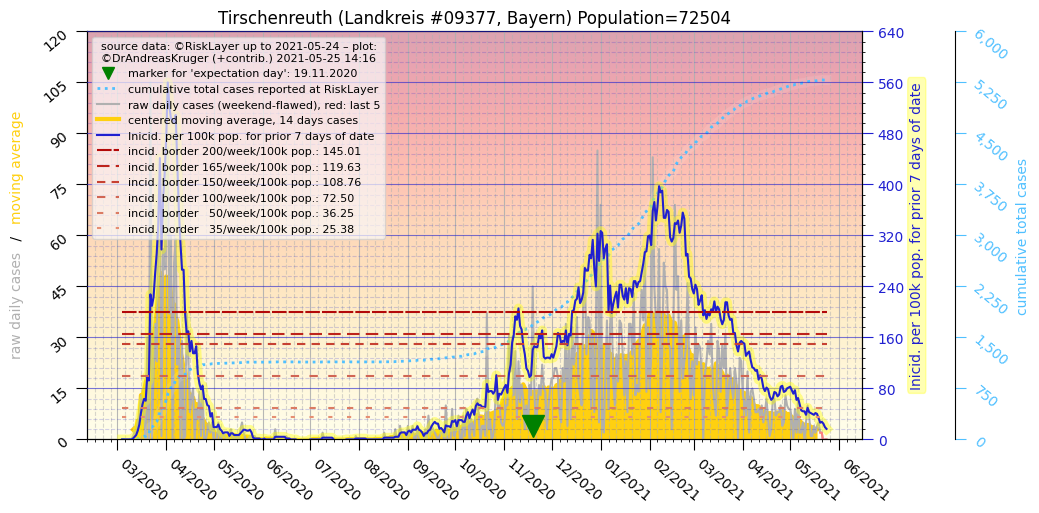 Tirschenreuth (Landkreis #09377, Bayern) Population=72504
source data: ©RiskLayer up to 2021-05-24 – plot:
©DrAndreasKruger (+contrib.) 2021-05-25 14:16
marker for 'expectation day': 19.11.2020
cumulative total cases reported at RiskLayer
raw daily cases (weekend-flawed), red: last 5
centered moving average, 14 days cases
Inicid. per 100k pop. for prior 7 days of date
incid. border 200/week/100k pop.: 145.01
incid. border 165/week/100k pop.: 119.63
incid. border 150/week/100k pop.: 108.76
incid. border 100/week/100k pop.: 72.50
incid. border 50/week/100k pop.: 36.25
incid. border 35/week/100k pop.: 25.38
raw daily cases / moving average
120
105
90
75
60
45
30
15
0
03/2020
04/2020
05/2020
06/2020
07/2020
08/2020
09/2020
10/2020
11/2020
12/2020
01/2021
02/2021
03/2021
04/2021
05/2021
06/2021
640
560
480
400
320
240
160
80
0
Inicid. per 100k pop. for prior 7 days of date
6,000
5,250
4,500
3,750
3,000
2,250
1,500
750
0
cumulative total cases